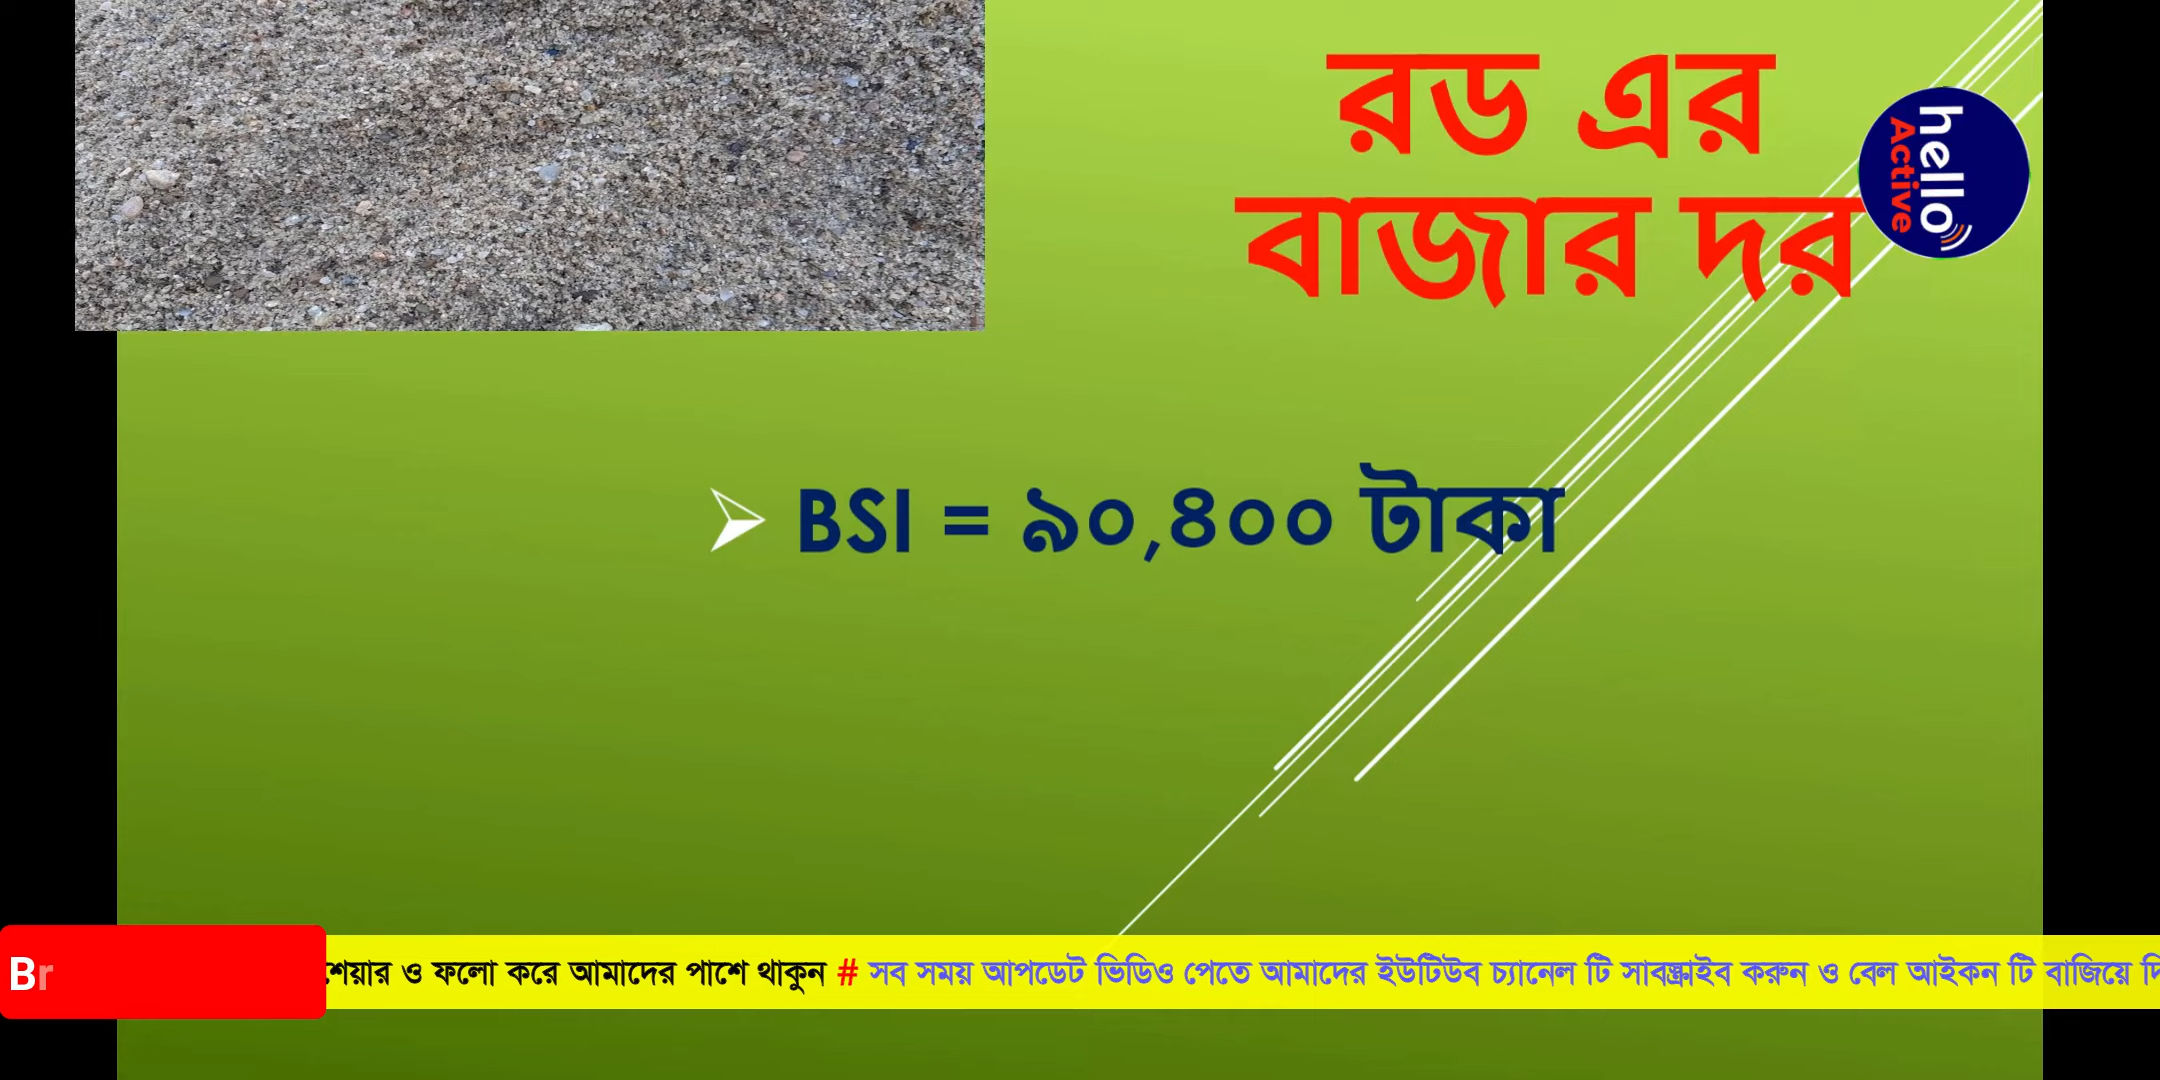 রড এর
বাজার দর
hello
Active
BSI = ৯০,৪০০ টাকা
Br
শেয়ার ও ফলো করে আমাদের পাশে থাকুন # সব সময় আপডেট ভিডিও পেতে আমাদের ইউটিউব চ্যানেল টি সাবস্ক্রাইব করুন ও বেল আইকন টি বাজিয়ে